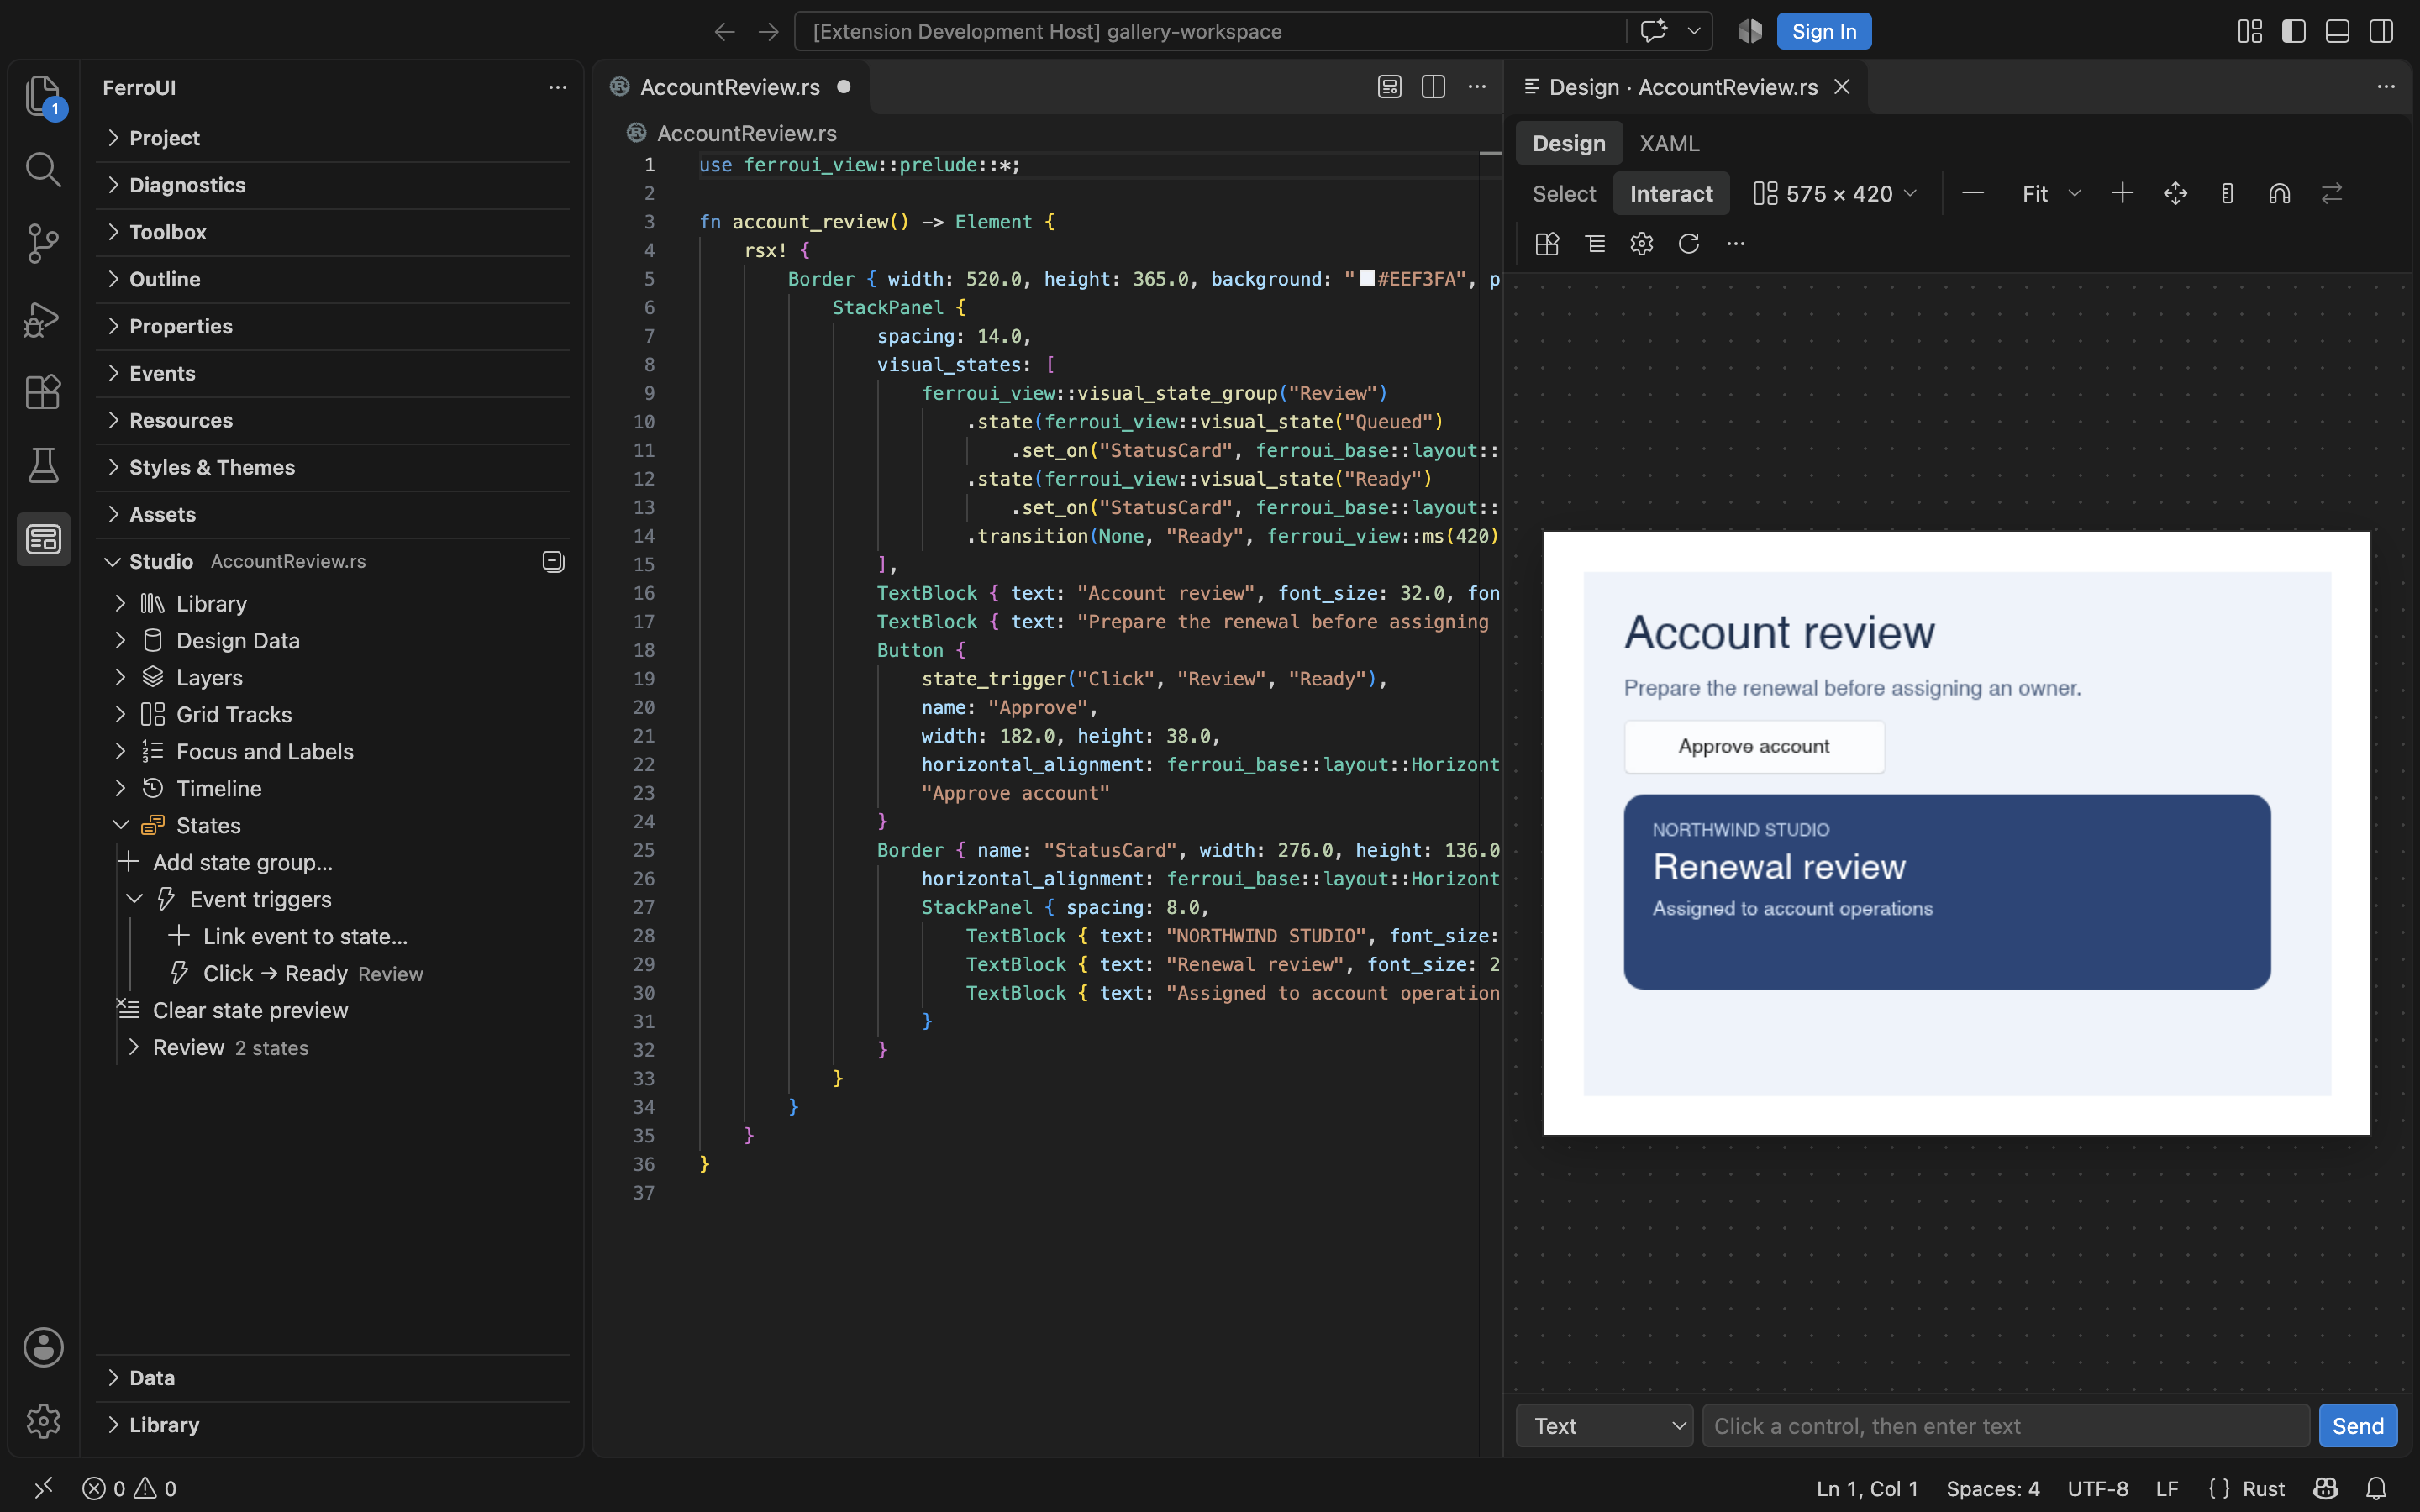 [Extension Development Host] gallery-workspace
Sign In
1
FerroUI
Project
Diagnostics
Toolbox
Outline
Properties
Events
Resources
Styles & Themes
Assets
Studio AccountReview.rs
Library
Design Data
Layers
Grid Tracks
Focus and Labels
Timeline
States
Add state group...
Event triggers
Link event to state...
Click → Ready Review
Clear state preview
Review 2 states
Data
Library
AccountReview.rs
AccountReview.rs
1 use ferroui_view::prelude::*;
2
3 fn account_review() -> Element {
4 rsx! {
5 Border { width: 520.0, height: 365.0, background: "#EEF3FA", p
6 StackPanel {
7 spacing: 14.0,
8 visual_states: [
9 ferroui_view::visual_state_group("Review")
10 .state(ferroui_view::visual_state("Queued")
11 .set_on("StatusCard", ferroui_base::layout::
12 .state(ferroui_view::visual_state("Ready")
13 .set_on("StatusCard", ferroui_base::layout::
14 .transition(None, "Ready", ferroui_view::ms(420)
15 ],
16 TextBlock { text: "Account review", font_size: 32.0, fon
17 TextBlock { text: "Prepare the renewal before assigning
18 Button {
19 state_trigger("Click", "Review", "Ready"),
20 name: "Approve",
21 width: 182.0, height: 38.0,
22 horizontal_alignment: ferroui_base::layout::Horizont
23 "Approve account"
24 }
25 Border { name: "StatusCard", width: 276.0, height: 136.0
26 horizontal_alignment: ferroui_base::layout::Horizont
27 StackPanel { spacing: 8.0,
28 TextBlock { text: "NORTHWIND STUDIO", font_size:
29 TextBlock { text: "Renewal review", font_size: 2
30 TextBlock { text: "Assigned to account operation
31 }
32 }
33 }
34 }
35 }
36 }
37
Design · AccountReview.rs
Design XAML
Select Interact 575 × 420 Fit
Account review
Prepare the renewal before assigning an owner.
Approve account
NORTHWIND STUDIO
Renewal review
Assigned to account operations
Text Click a control, then enter text Send
0 0 Ln 1, Col 1 Spaces: 4 UTF-8 LF { } Rust